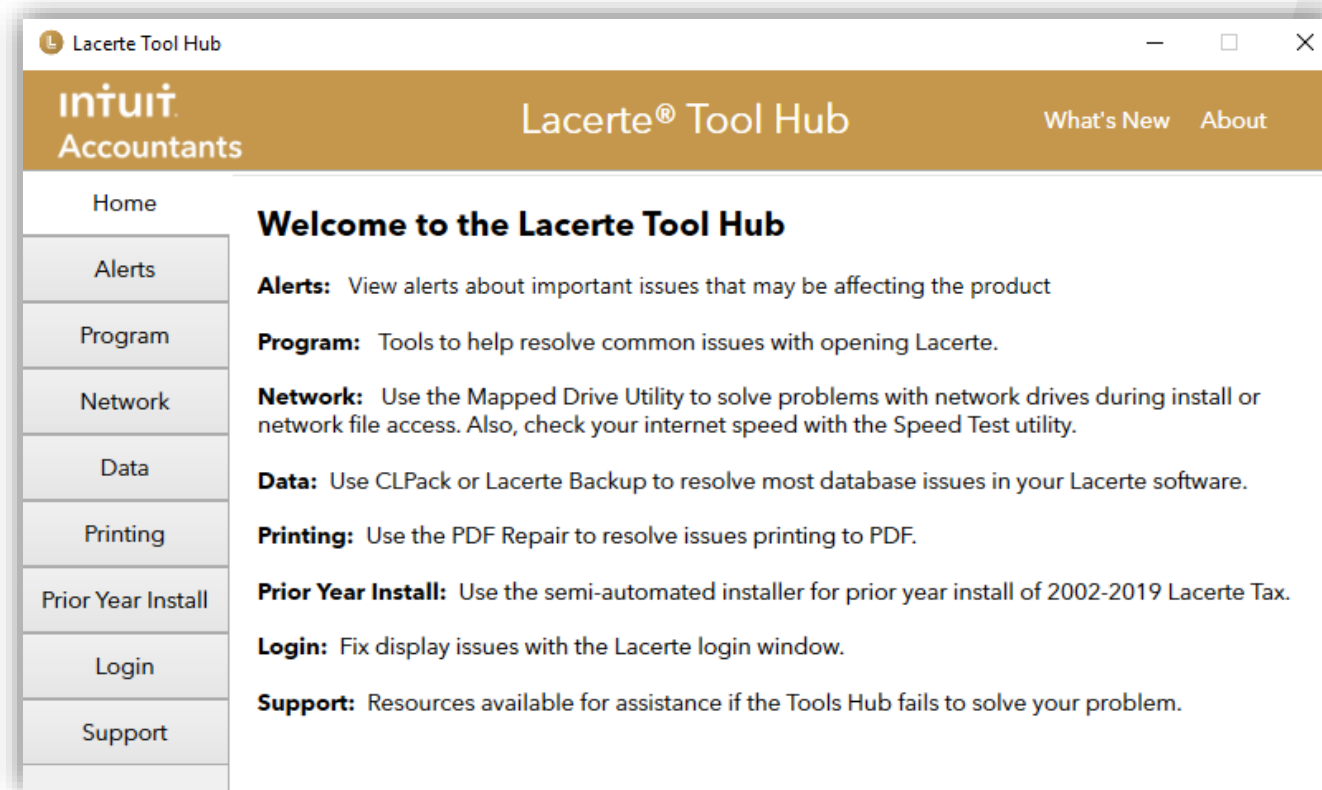 Lacerte Tool Hub
intuit.
Accountants
Lacerte® Tool Hub
What's New About
Home
Alerts
Program
Network
Data
Printing
Prior Year Install
Login
Support
Welcome to the Lacerte Tool Hub
Alerts: View alerts about important issues that may be affecting the product
Program: Tools to help resolve common issues with opening Lacerte.
Network: Use the Mapped Drive Utility to solve problems with network drives during install or
network file access. Also, check your internet speed with the Speed Test utility.
Data: Use CLPack or Lacerte Backup to resolve most database issues in your Lacerte software.
Printing: Use the PDF Repair to resolve issues printing to PDF.
Prior Year Install: Use the semi-automated installer for prior year install of 2002-2019 Lacerte Tax.
Login: Fix display issues with the Lacerte login window.
Support: Resources available for assistance if the Tools Hub fails to solve your problem.